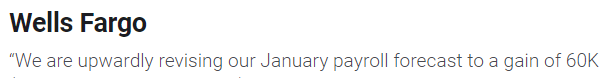 Wells Fargo
“We are upwardly revising our January payroll forecast to a gain of 60K